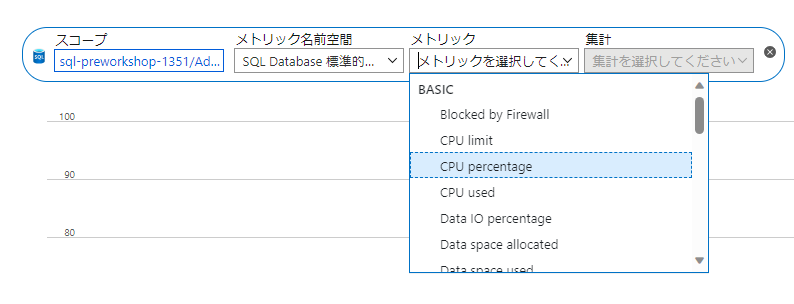 スコープ
メトリック名前空間
メトリック
集計
SQL
sql-preworkshop-1351/Ad...
SQL Database 標準的...
メトリックを選択してく...
集計を選択してください
BASIC
Blocked by Firewall
CPU limit
CPU percentage
CPU used
Data IO percentage
Data space allocated
Data space used
100
90
80